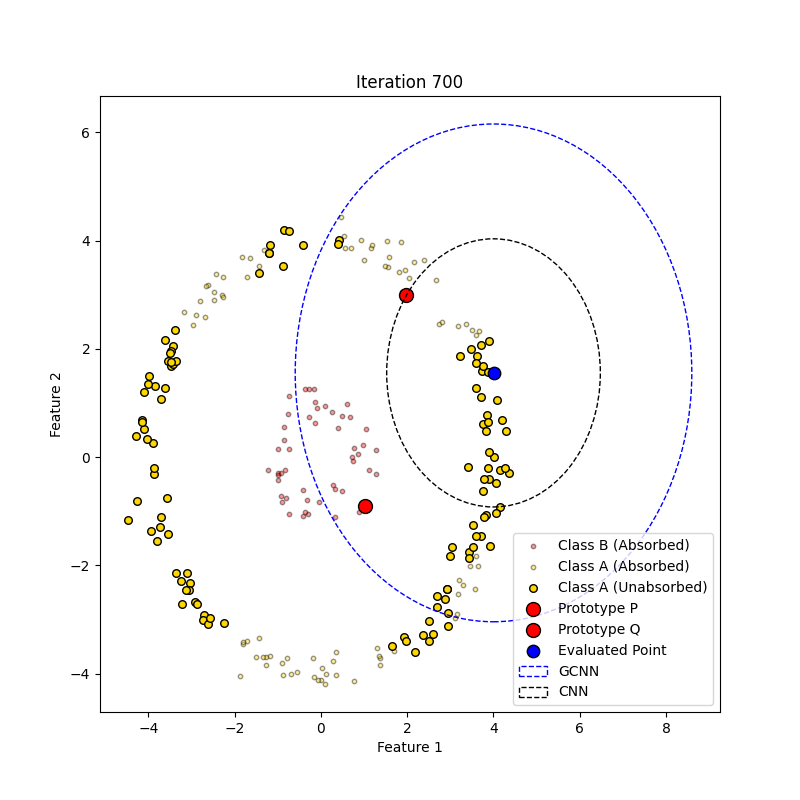 Iteration 700
Feature 2
6
4
2
0
−2
−4
−4
−2
0
2
4
6
8
Feature 1
Class B (Absorbed)
Class A (Absorbed)
Class A (Unabsorbed)
Prototype P
Prototype Q
Evaluated Point
GCNN
CNN